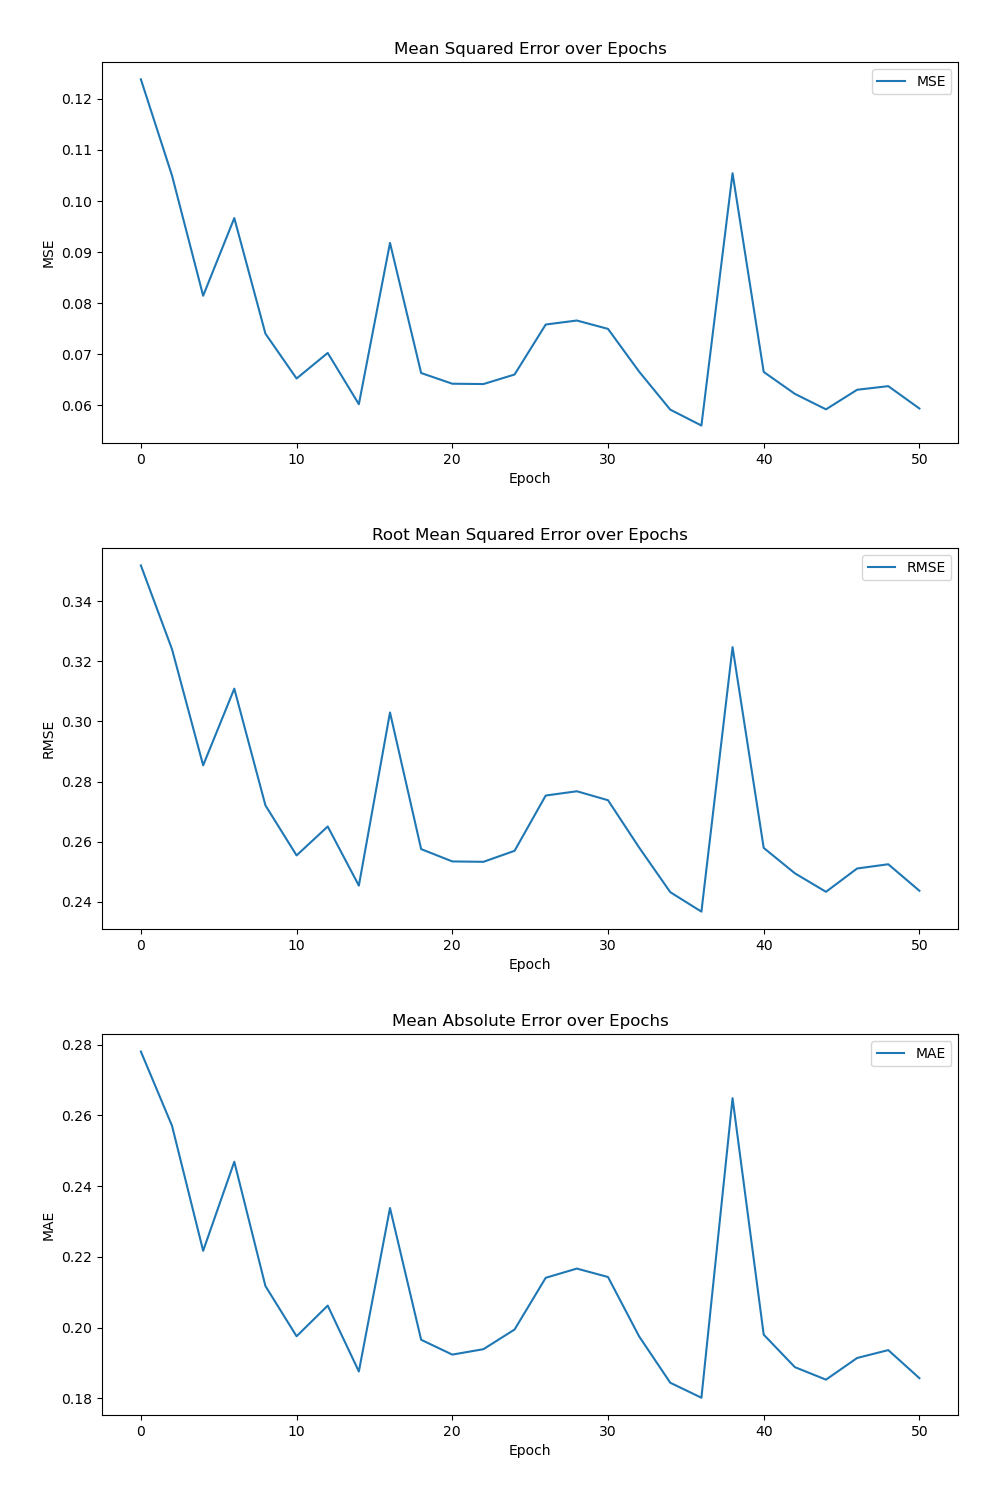 Mean Squared Error over Epochs
MSE
0.12
0.11
0.10
0.09
0.08
0.07
0.06
MSE
0 10 20 30 40 50
Epoch
Root Mean Squared Error over Epochs
RMSE
0.34
0.32
0.30
0.28
0.26
0.24
RMSE
0 10 20 30 40 50
Epoch
Mean Absolute Error over Epochs
MAE
0.28
0.26
0.24
0.22
0.20
0.18
MAE
0 10 20 30 40 50
Epoch